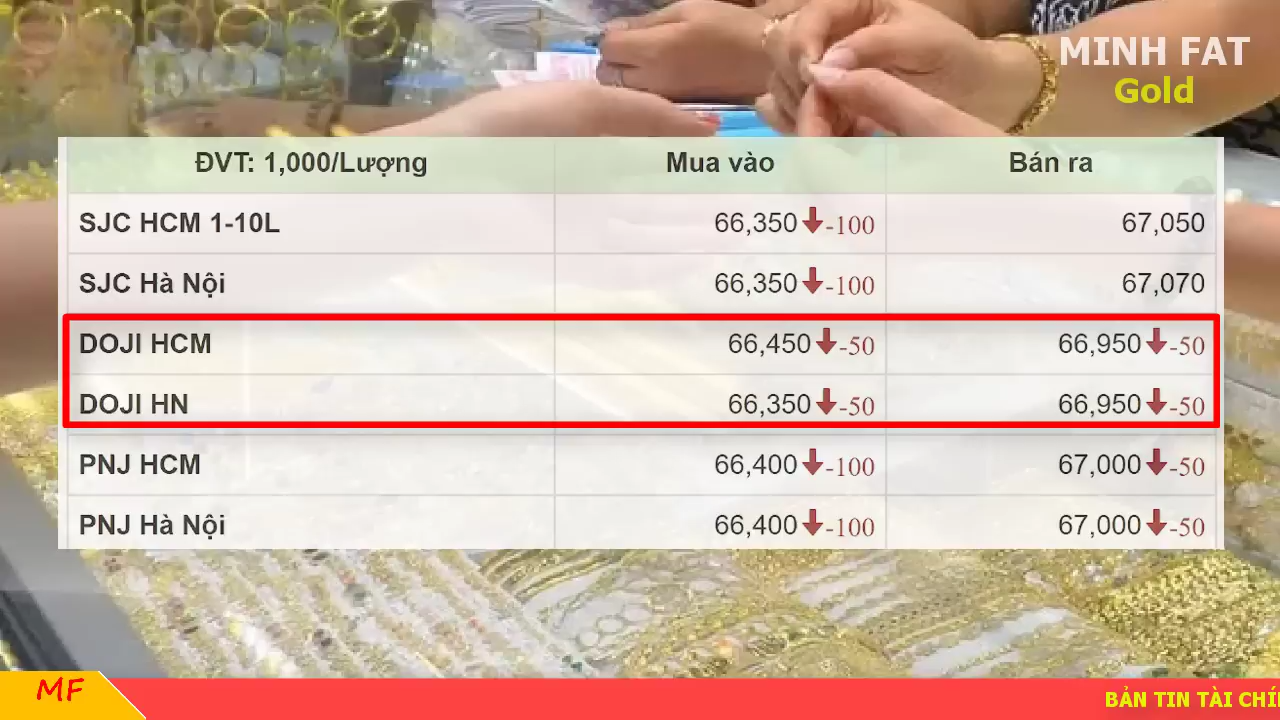 MINH FAT
Gold
ĐVT: 1,000/Lượng Mua vào Bán ra
SJC HCM 1-10L 66,350 -100 67,050
SJC Hà Nội 66,350 -100 67,070
DOJI HCM 66,450 -50 66,950 -50
DOJI HN 66,350 -50 66,950 -50
PNJ HCM 66,400 -100 67,000 -50
PNJ Hà Nội 66,400 -100 67,000 -50
MF
BẢN TIN TÀI CHÍ